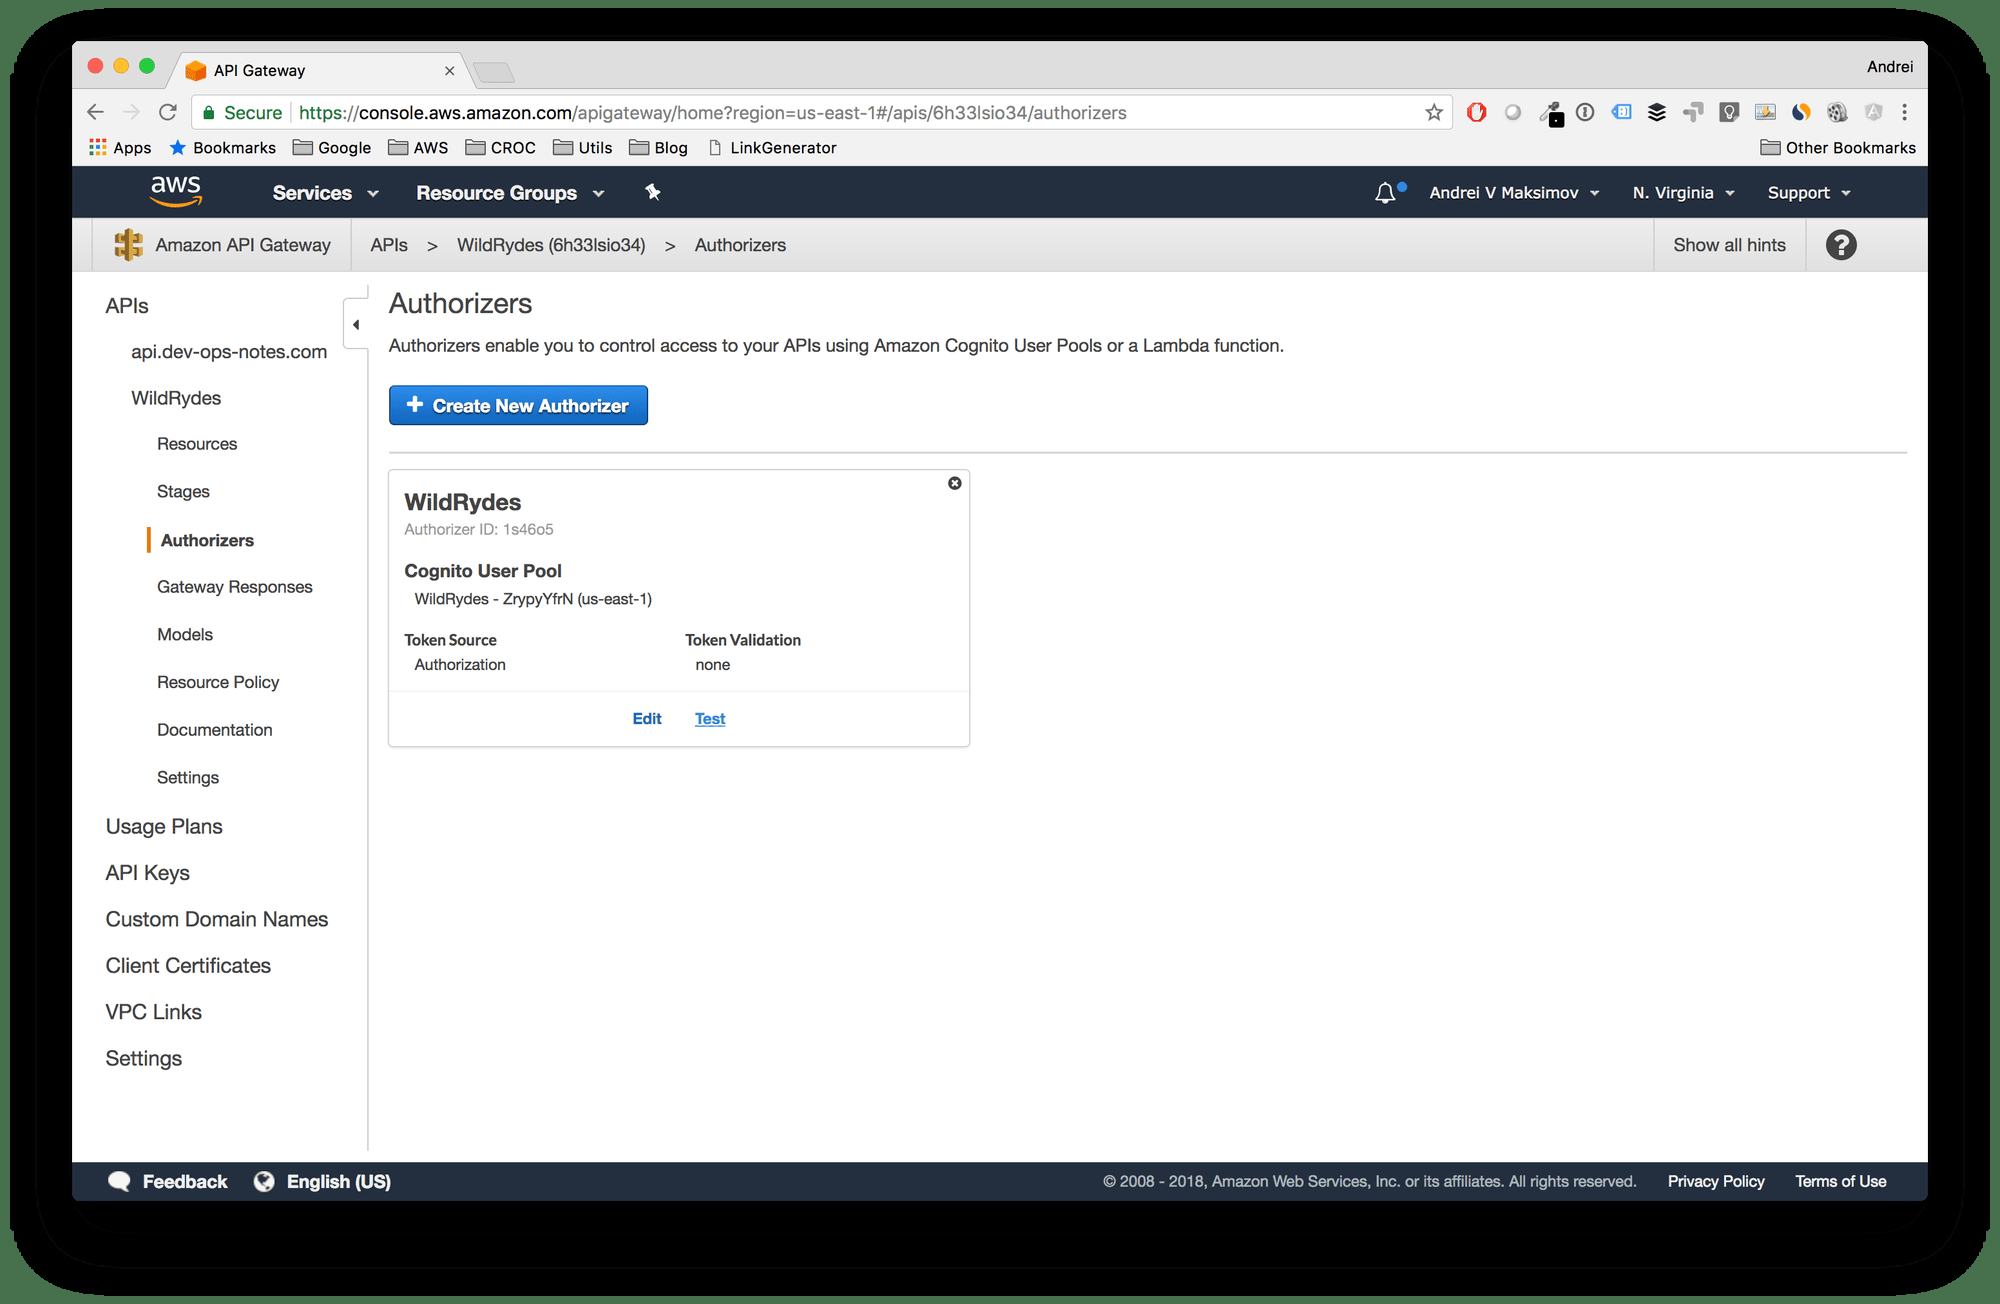 API Gateway
Andrei
Secure https://console.aws.amazon.com/apigateway/home?region=us-east-1#/apis/6h33lsio34/authorizers
Apps Bookmarks Google AWS CROC Utils Blog LinkGenerator Other Bookmarks
aws Services Resource Groups Andrei V Maksimov N. Virginia Support
Amazon API Gateway APIs > WildRydes (6h33lsio34) > Authorizers Show all hints ?
APIs
api.dev-ops-notes.com
WildRydes
Resources
Stages
Authorizers
Gateway Responses
Models
Resource Policy
Documentation
Settings
Usage Plans
API Keys
Custom Domain Names
Client Certificates
VPC Links
Settings
Authorizers
Authorizers enable you to control access to your APIs using Amazon Cognito User Pools or a Lambda function.
+ Create New Authorizer
WildRydes
Authorizer ID: 1s46o5
Cognito User Pool
WildRydes - ZrypyYfrN (us-east-1)
Token Source Token Validation
Authorization none
Edit Test
Feedback English (US) © 2008 - 2018, Amazon Web Services, Inc. or its affiliates. All rights reserved. Privacy Policy Terms of Use